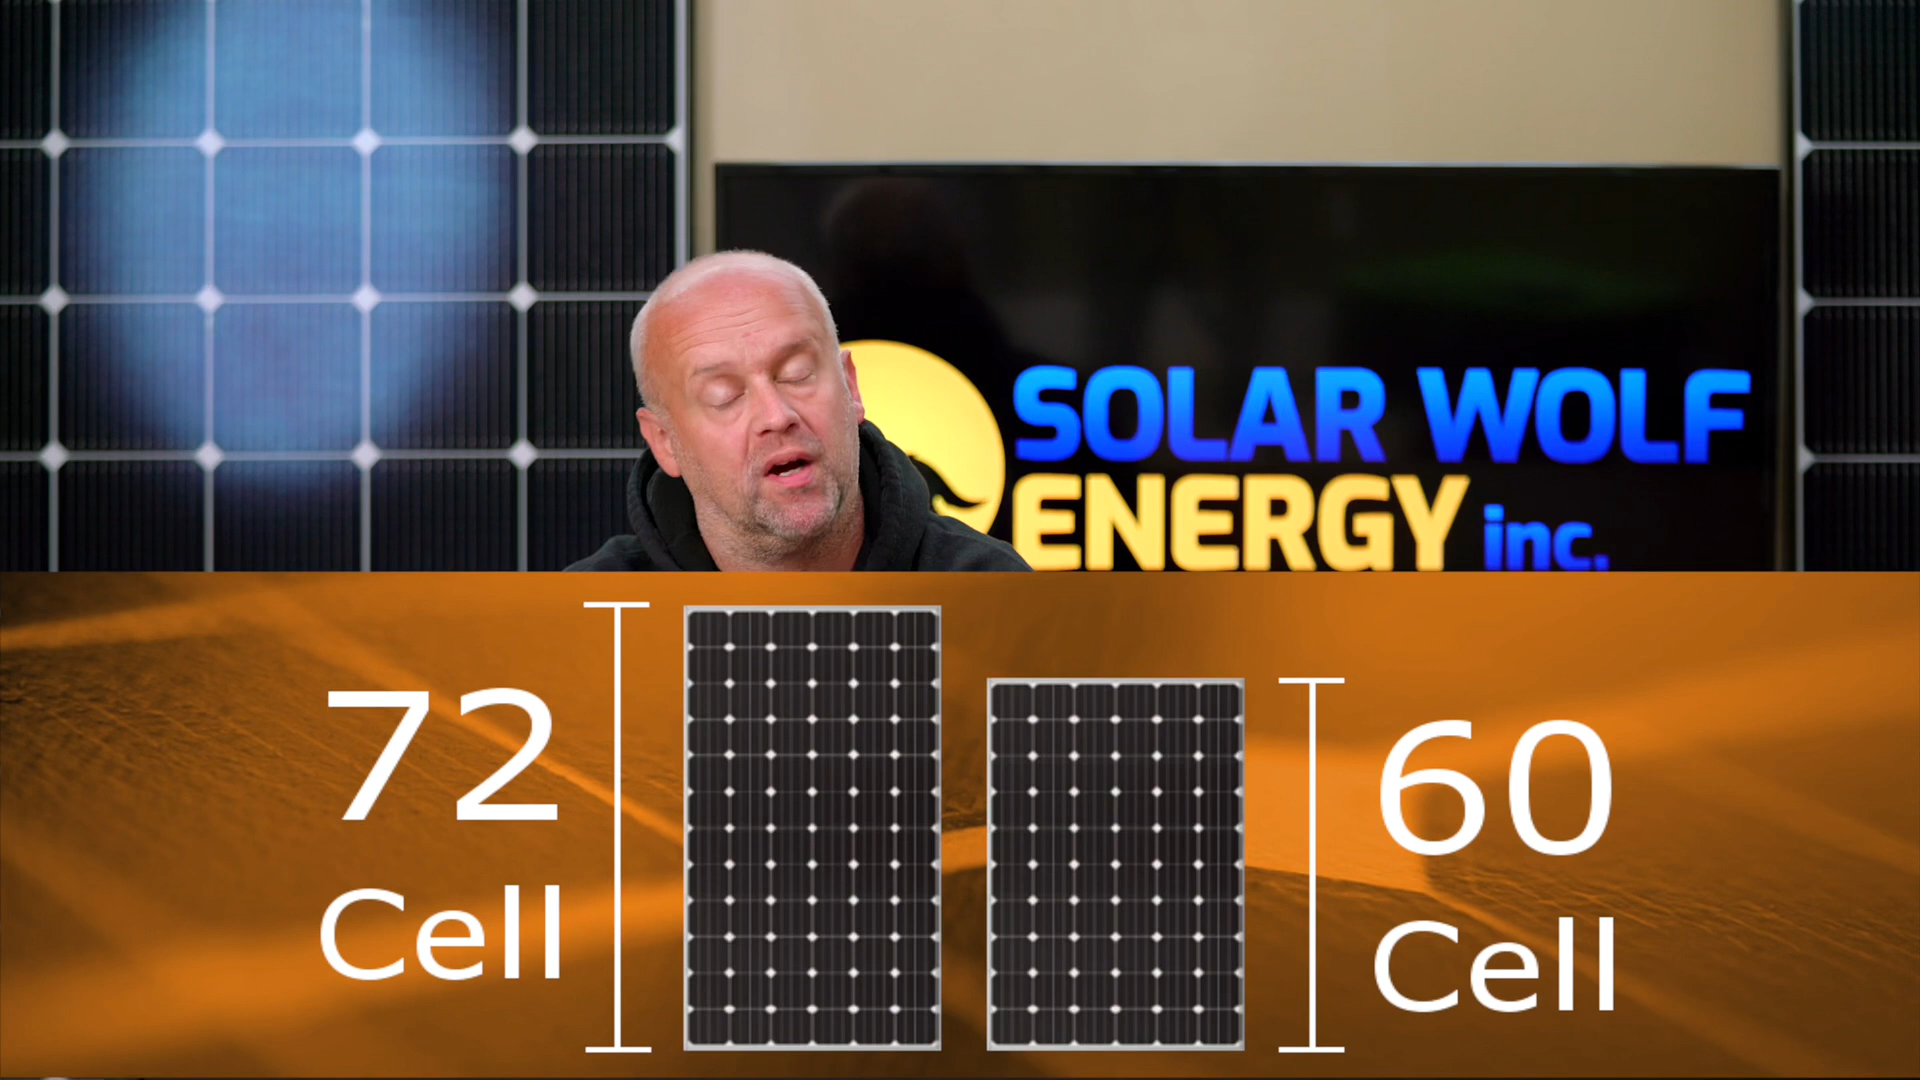 SOLAR WOLF
ENERGY inc.
72
Cell
60
Cell